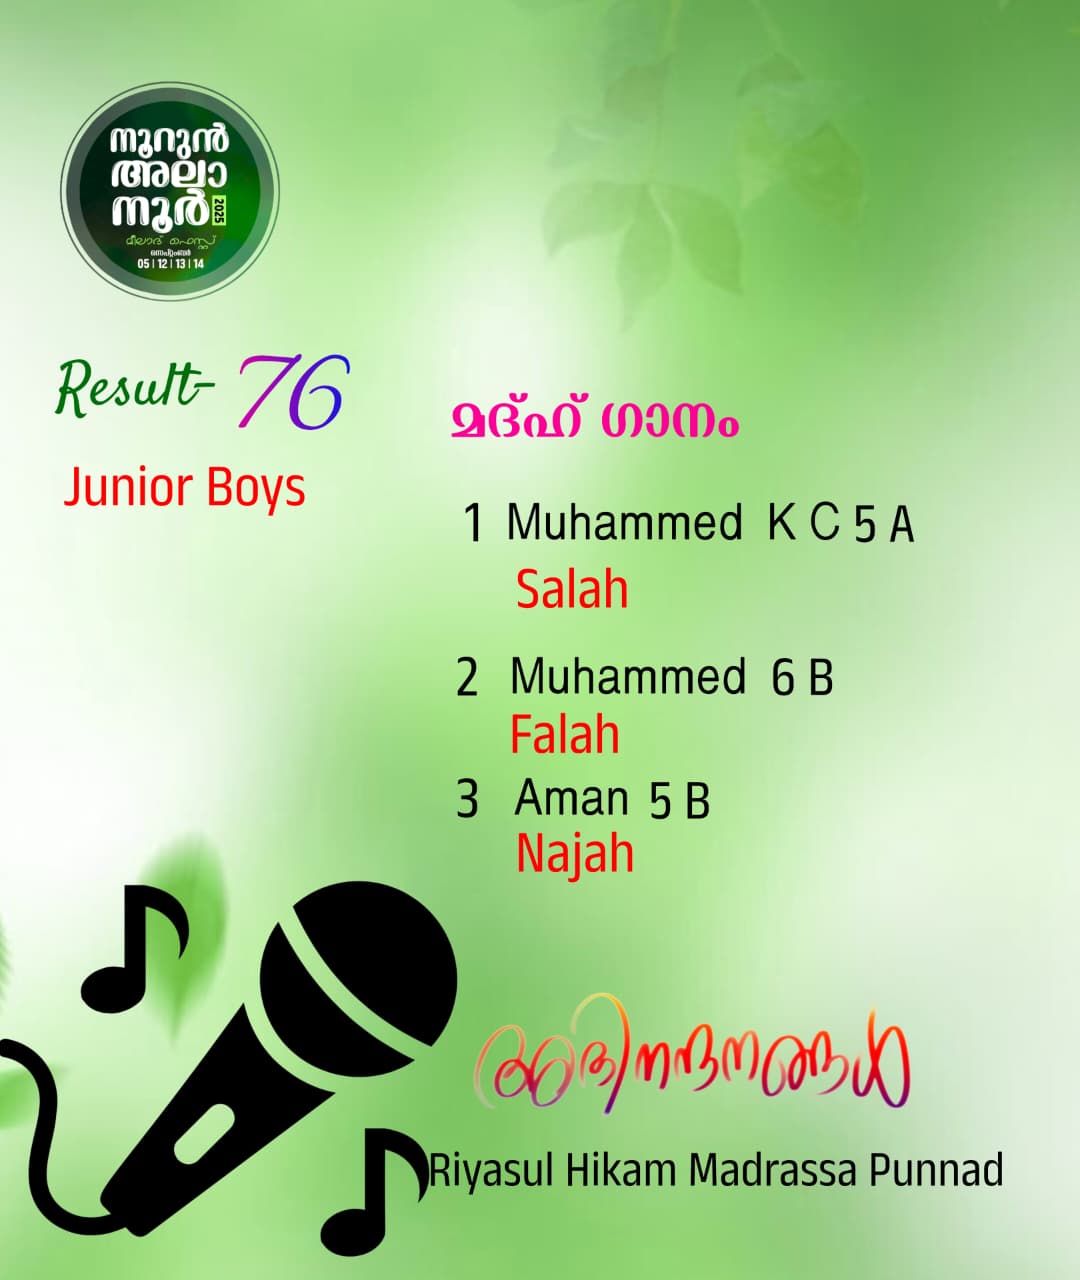 നൂറുൻ
അലാ
നൂർ 2025
മീലാദ് ഫെസ്റ്റ്
സെപ്റ്റംബർ
05 | 12 | 13 | 14
Result- 76
Junior Boys
മദ്ഹ് ഗാനം
1 Muhammed K C 5 A
Salah
2 Muhammed 6 B
Falah
3 Aman 5 B
Najah
അഭിനന്ദനങ്ങൾ
Riyasul Hikam Madrassa Punnad